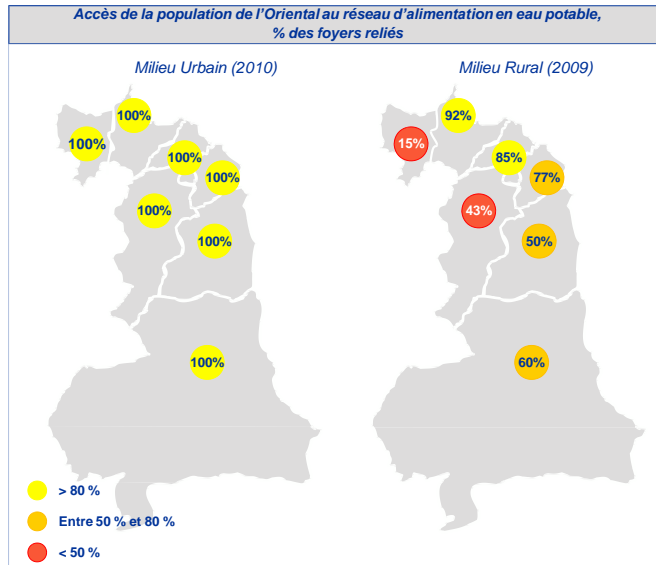 Accès de la population de l'Oriental au réseau d'alimentation en eau potable,
% des foyers reliés
Milieu Urbain (2010)
100%
100%
100%
100%
100%
100%
100%
Milieu Rural (2009)
92%
15%
85%
77%
43%
50%
60%
> 80 %
Entre 50 % et 80 %
< 50 %